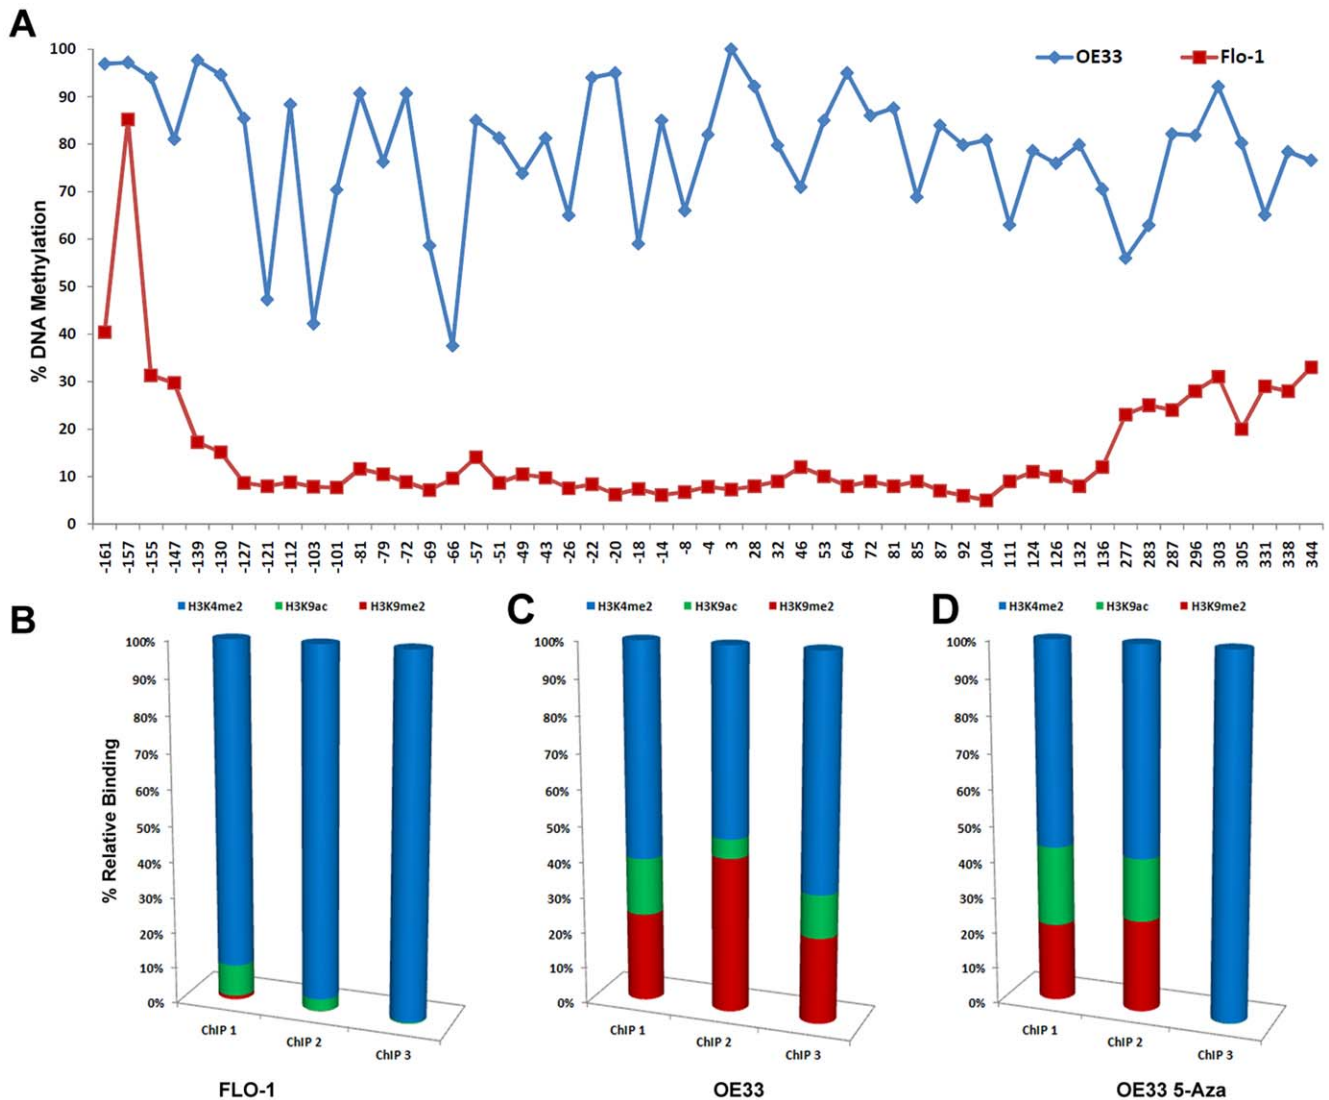 A
100
90
80
70
60
50
40
30
20
10
0
% DNA Methylation
OE33 Flo-1
-161 -157 -155 -147 -139 -130 -127 -121 -112 -103 -101 -81 -79 -72 -69 -66 -57 -51 -49 -43 -26 -22 -20 -18 -14 -8 -4 3 28 32 46 53 64 72 81 85 87 92 104 111 124 126 132 136 277 283 287 296 303 305 331 338 344
B
H3K4me2 H3K9ac H3K9me2
100%
90%
80%
70%
60%
50%
40%
30%
20%
10%
0%
% Relative Binding
ChIP 1
ChIP 2
ChIP 3
FLO-1
C
H3K4me2 H3K9ac H3K9me2
100%
90%
80%
70%
60%
50%
40%
30%
20%
10%
0%
ChIP 1
ChIP 2
ChIP 3
OE33
D
H3K4me2 H3K9ac H3K9me2
100%
90%
80%
70%
60%
50%
40%
30%
20%
10%
0%
ChIP 1
ChIP 2
ChIP 3
OE33 5-Aza